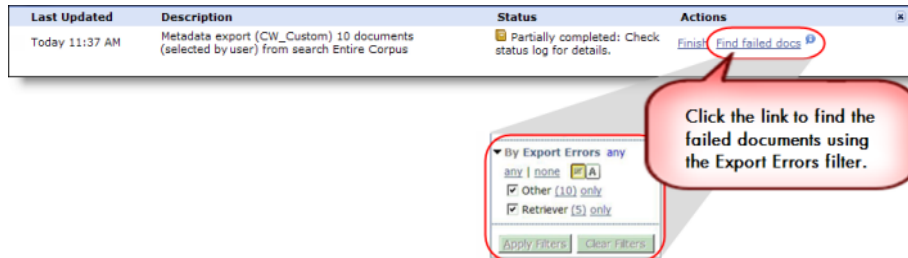 Last Updated Description Status Actions
Today 11:37 AM Metadata export (CW_Custom) 10 documents (selected by user) from search Entire Corpus Partially completed: Check status log for details. Finish Find failed docs
Click the link to find the
failed documents using
the Export Errors filter.
By Export Errors any
any | none A
Other (10) only
Retriever (5) only
Apply Filters Clear Filters